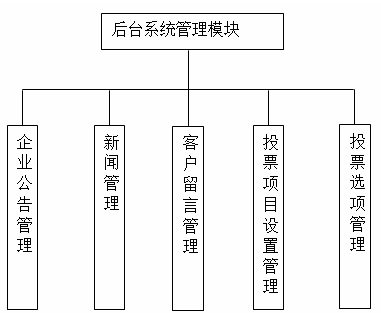 后台系统管理模块
企业公告管理
新闻管理
客户留言管理
投票项目设置管理
投票选项管理